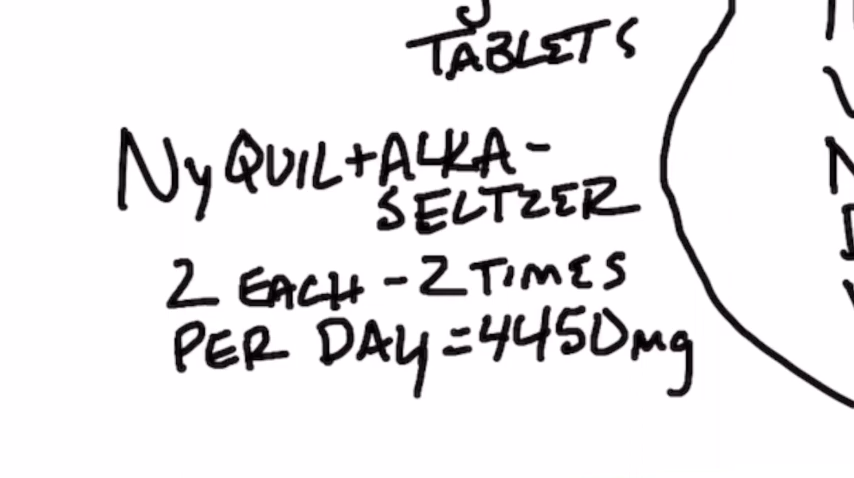 TABLETS
NyQUIL+ALKA-
SELTZER
2 EACH - 2 TIMES
PER DAY = 4450mg